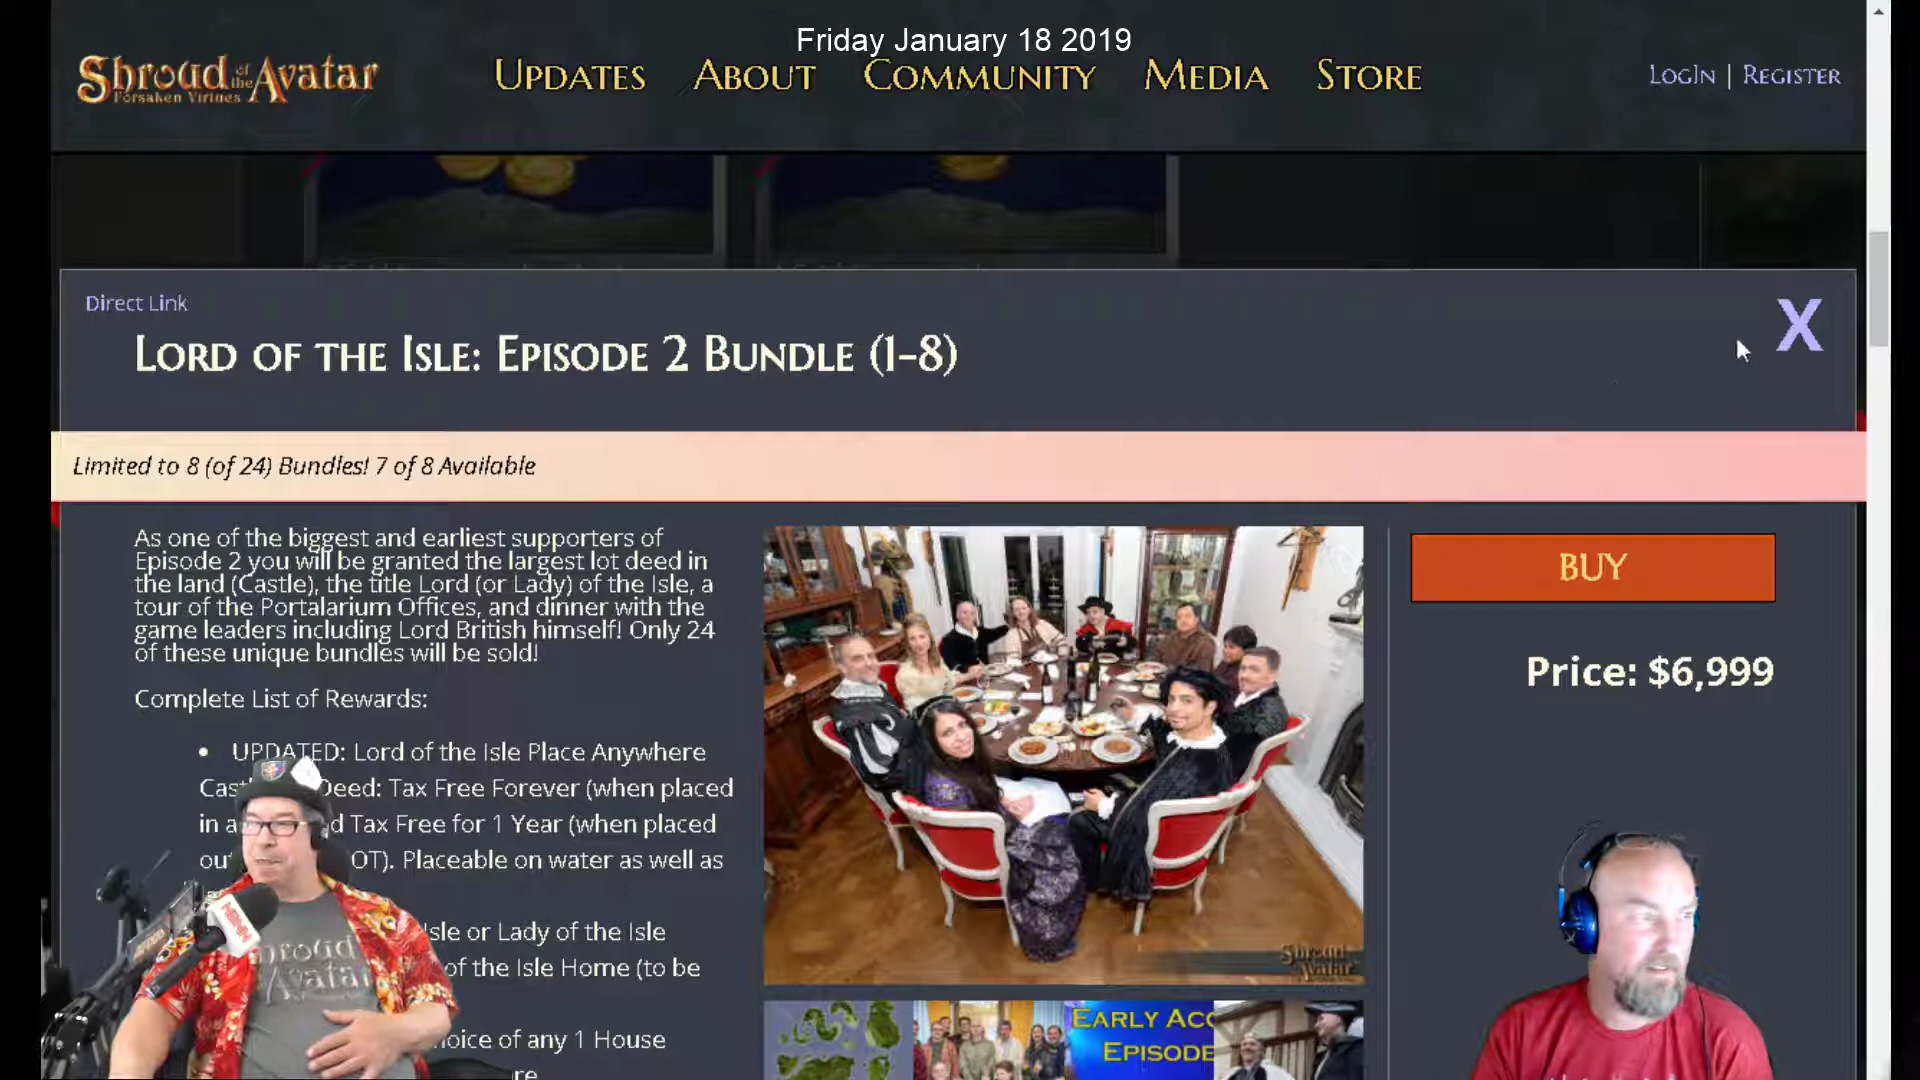 Friday January 18 2019
Shroud of the Avatar
Forsaken Virtues
UPDATES ABOUT COMMUNITY MEDIA STORE
LOGIN | REGISTER
Direct Link
X
LORD OF THE ISLE: EPISODE 2 BUNDLE (1-8)
Limited to 8 (of 24) Bundles! 7 of 8 Available
As one of the biggest and earliest supporters of
Episode 2 you will be granted the largest lot deed in
the land (Castle), the title Lord (or Lady) of the Isle, a
tour of the Portalarium Offices, and dinner with the
game leaders including Lord British himself! Only 24
of these unique bundles will be sold!
Complete List of Rewards:
• UPDATED: Lord of the Isle Place Anywhere
Deed: Tax Free Forever (when placed
in Tax Free for 1 Year (when placed
Placeable on water as well as
Isle or Lady of the Isle
of the Isle Home (to be
of any 1 House
BUY
Price: $6,999
Shroud of the Avatar
EARLY
EPISODE
Shroud
Avatar